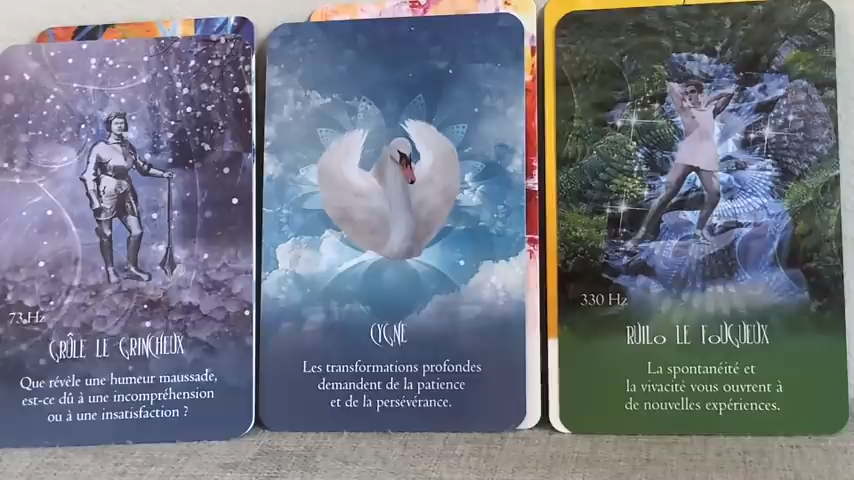 73 Hz
GRÔLE LE GRINCHEUX
Que révèle une humeur maussade,
est-ce dû à une incompréhension
ou à une insatisfaction ?
CYGNE
Les transformations profondes
demandent de la patience
et de la persévérance.
330 Hz
RUILO LE FOUGUEUX
La spontanéité et
la vivacité vous ouvrent à
de nouvelles expériences.